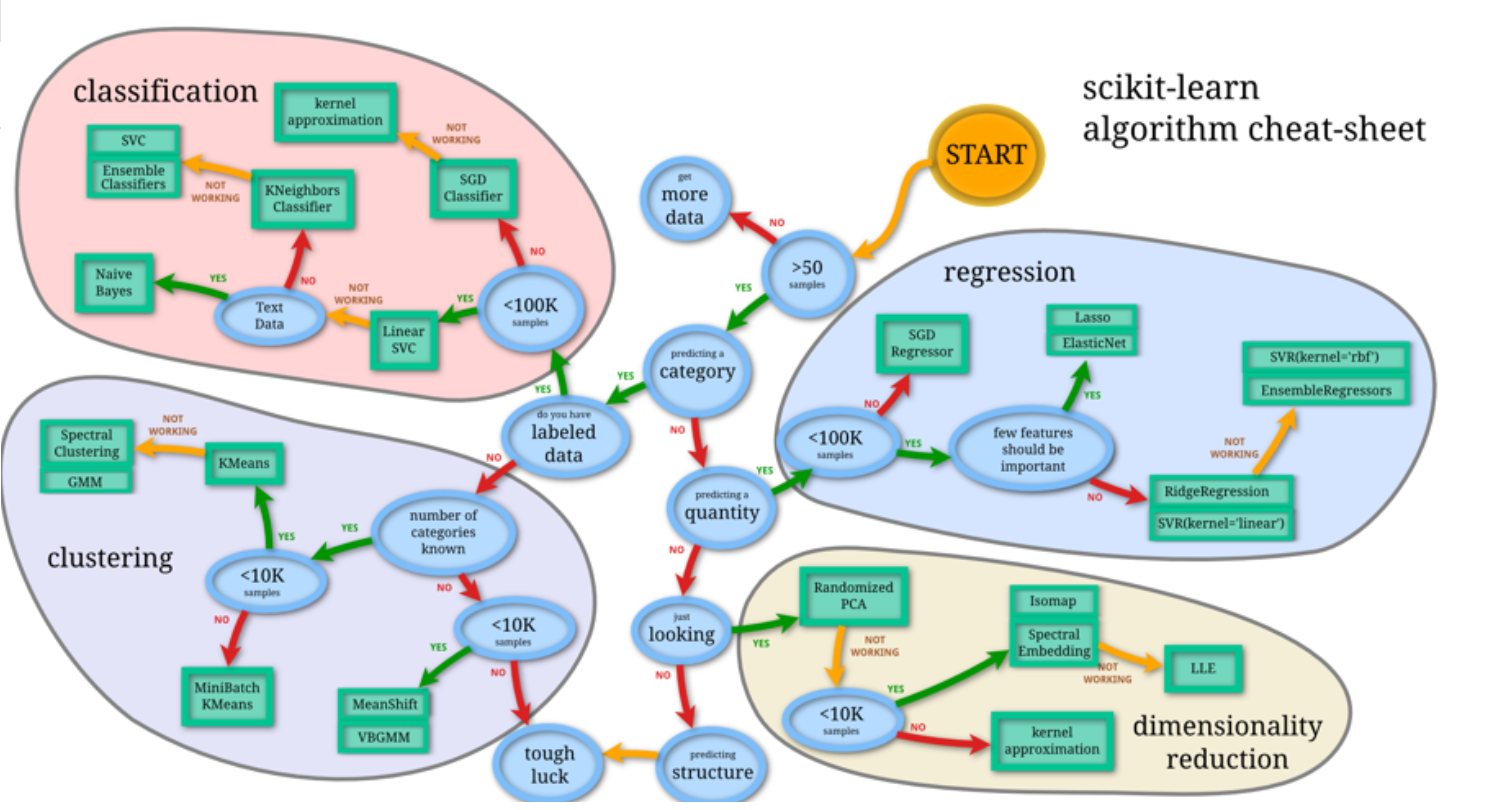 scikit-learn
algorithm cheat-sheet
START
>50
samples
NO
get
more
data
YES
predicting a
category
YES
do you have
labeled
data
YES
classification
<100K
samples
NO
SGD
Classifier
NOT
WORKING
kernel
approximation
YES
Linear
SVC
NOT
WORKING
Text
Data
YES
Naive
Bayes
NO
KNeighbors
Classifier
NOT
WORKING
SVC
Ensemble
Classifiers
NO
clustering
number of
categories
known
YES
<10K
samples
YES
KMeans
NOT
WORKING
Spectral
Clustering
GMM
NO
MiniBatch
KMeans
NO
<10K
samples
YES
MeanShift
VBGMM
NO
tough
luck
NO
predicting a
quantity
YES
regression
<100K
samples
NO
SGD
Regressor
YES
few features
should be
important
YES
Lasso
ElasticNet
NO
RidgeRegression
SVR(kernel='linear')
NOT
WORKING
SVR(kernel='rbf')
EnsembleRegressors
NO
just
looking
YES
dimensionality
reduction
Randomized
PCA
NOT
WORKING
<10K
samples
YES
Isomap
Spectral
Embedding
NOT
WORKING
LLE
NO
kernel
approximation
NO
predicting
structure